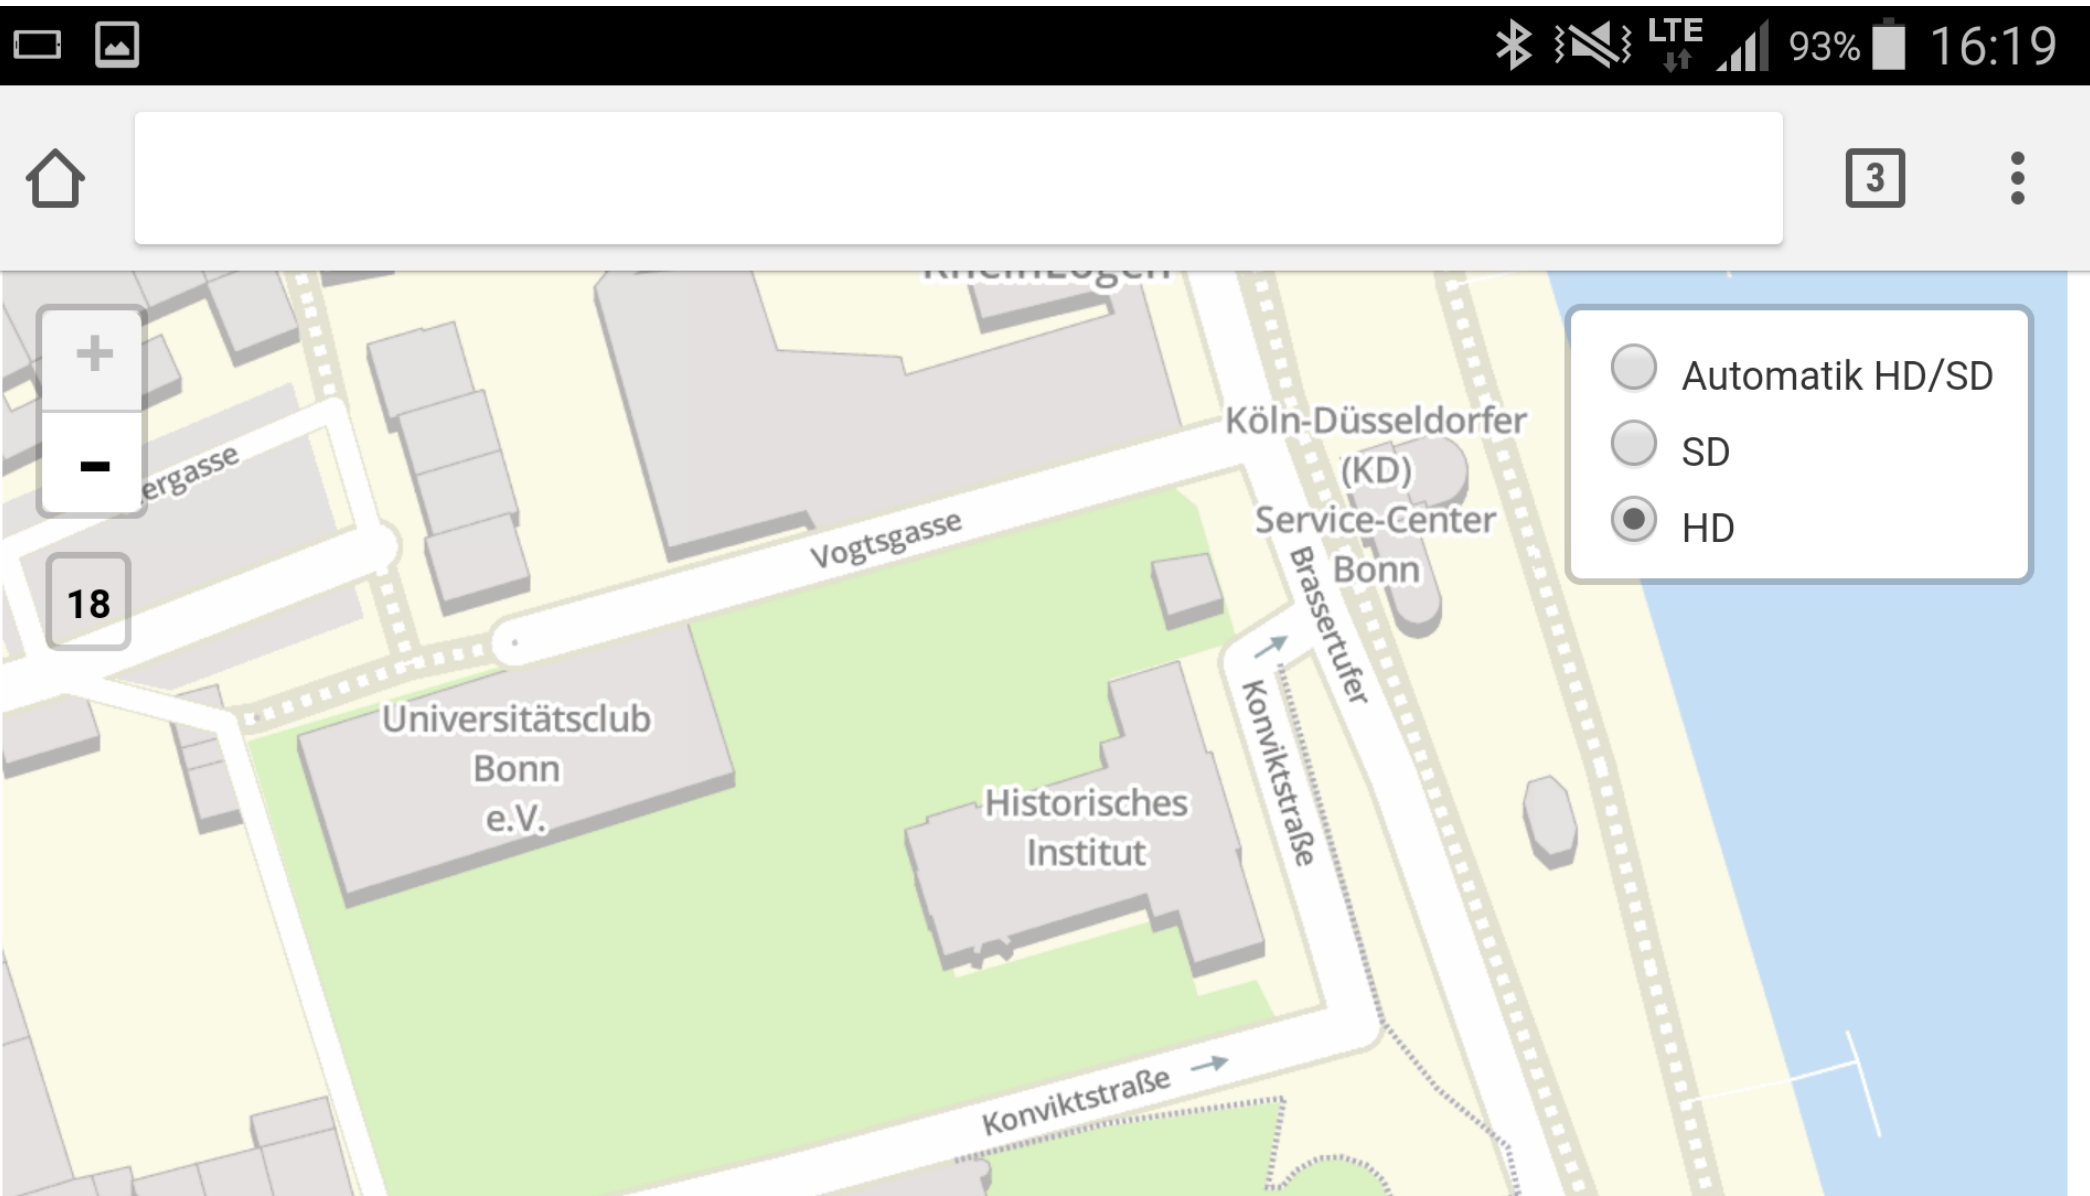 LTE
93%
16:19
3
+
-
18
Automatik HD/SD
SD
HD
Köln-Düsseldorfer
(KD)
Service-Center
Bonn
Vogtsgasse
Brassertufer
Universitätsclub
Bonn
e.V.
Historisches
Institut
Konviktstraße
Konviktstraße